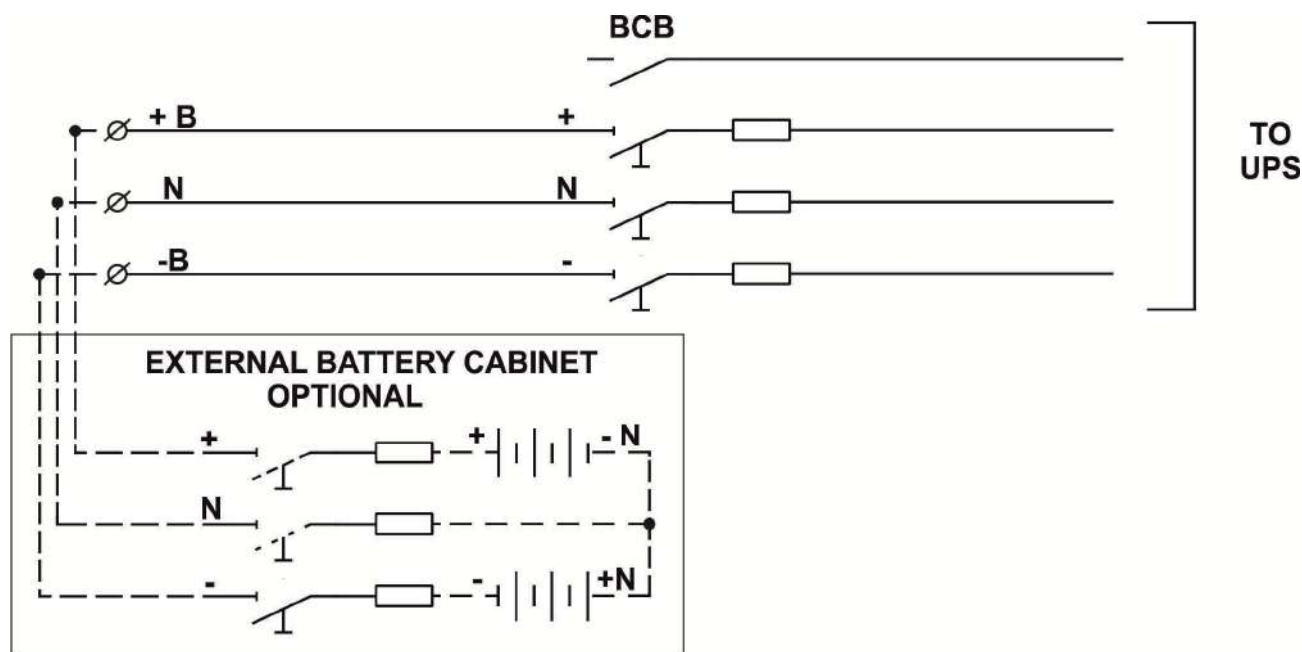 BCB
+ B +
N N
-B -
TO
UPS
EXTERNAL BATTERY CABINET
OPTIONAL
+ + - N
N
- - +N